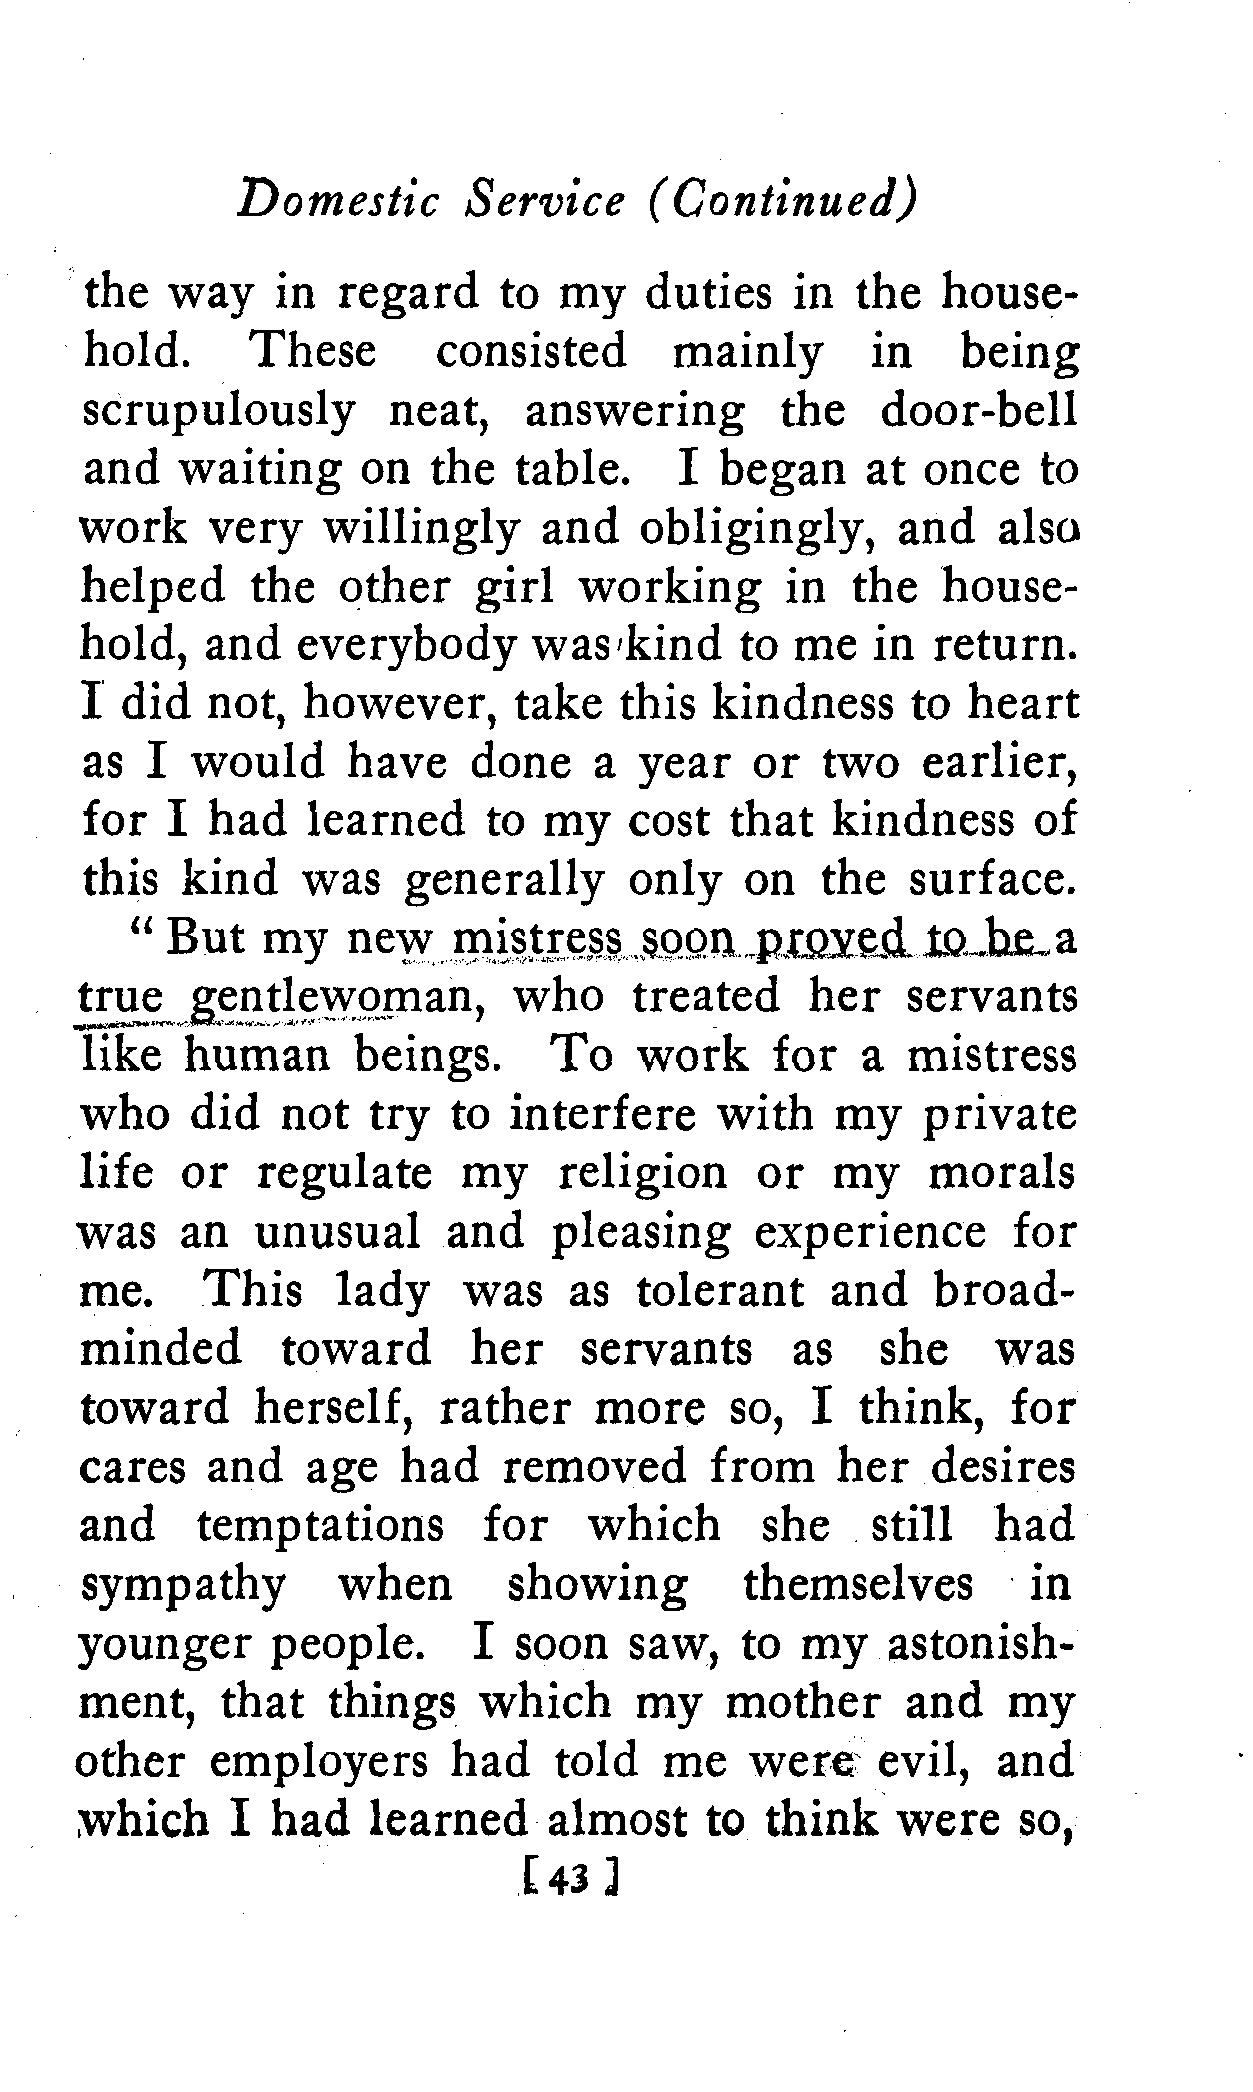 Domestic Service (Continued)
the way in regard to my duties in the house-
hold. These consisted mainly in being
scrupulously neat, answering the door-bell
and waiting on the table. I began at once to
work very willingly and obligingly, and also
helped the other girl working in the house-
hold, and everybody was kind to me in return.
I did not, however, take this kindness to heart
as I would have done a year or two earlier,
for I had learned to my cost that kindness of
this kind was generally only on the surface.
“ But my new mistress soon proved to be a
true gentlewoman, who treated her servants
like human beings. To work for a mistress
who did not try to interfere with my private
life or regulate my religion or my morals
was an unusual and pleasing experience for
me. This lady was as tolerant and broad-
minded toward her servants as she was
toward herself, rather more so, I think, for
cares and age had removed from her desires
and temptations for which she still had
sympathy when showing themselves in
younger people. I soon saw, to my astonish-
ment, that things which my mother and my
other employers had told me were evil, and
which I had learned almost to think were so,
[ 43 ]